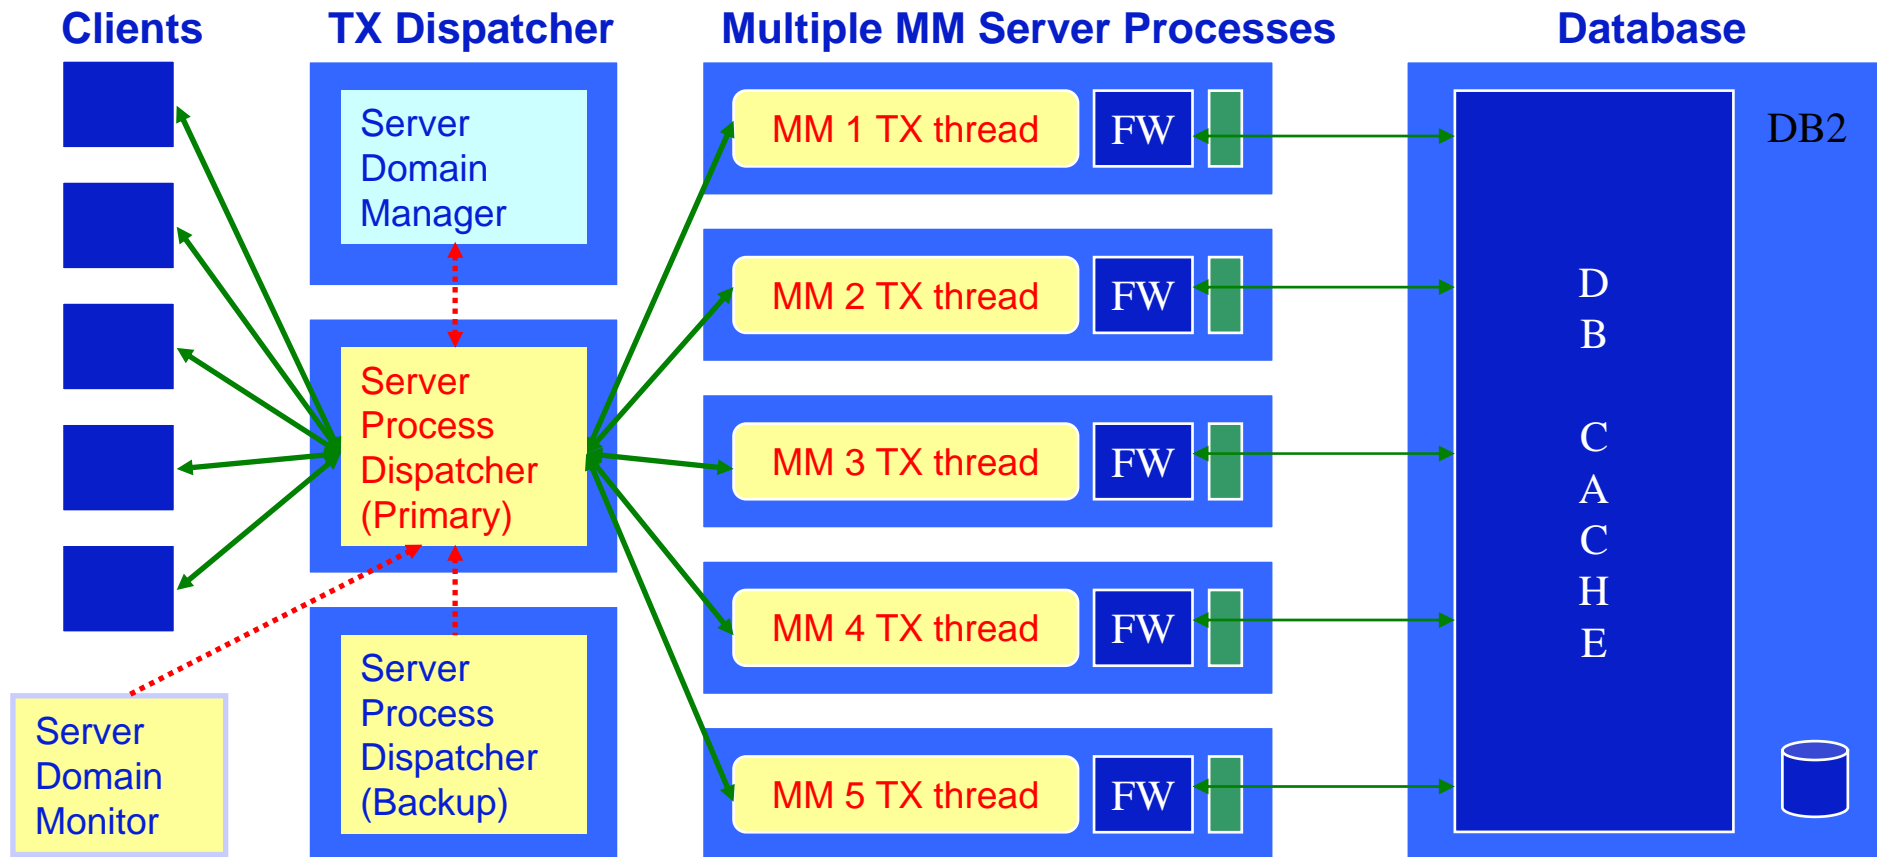 Clients
TX Dispatcher
Multiple MM Server Processes
Database
Server
Domain
Manager
Server
Process
Dispatcher
(Primary)
Server
Process
Dispatcher
(Backup)
Server
Domain
Monitor
MM 1 TX thread
FW
MM 2 TX thread
FW
MM 3 TX thread
FW
MM 4 TX thread
FW
MM 5 TX thread
FW
D
B
C
A
C
H
E
DB2